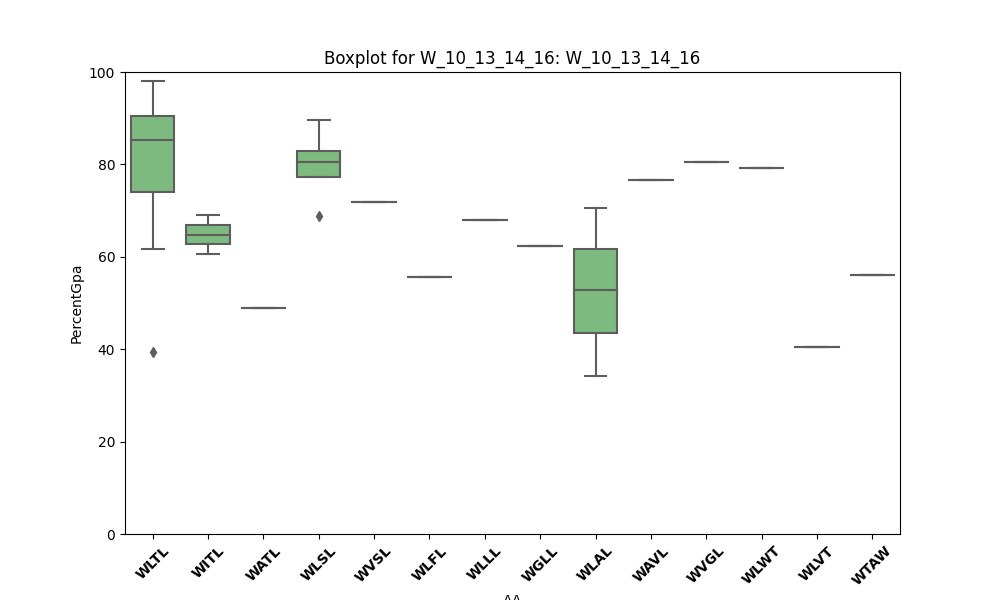 Boxplot for W_10_13_14_16: W_10_13_14_16
100
80
60
40
20
0
PercentGpa
WLTL
WITL
WATL
WLSL
WVSL
WLFL
WLLL
WGLL
WLAL
WAVL
WVGL
WLWT
WLVT
WTAW
AA